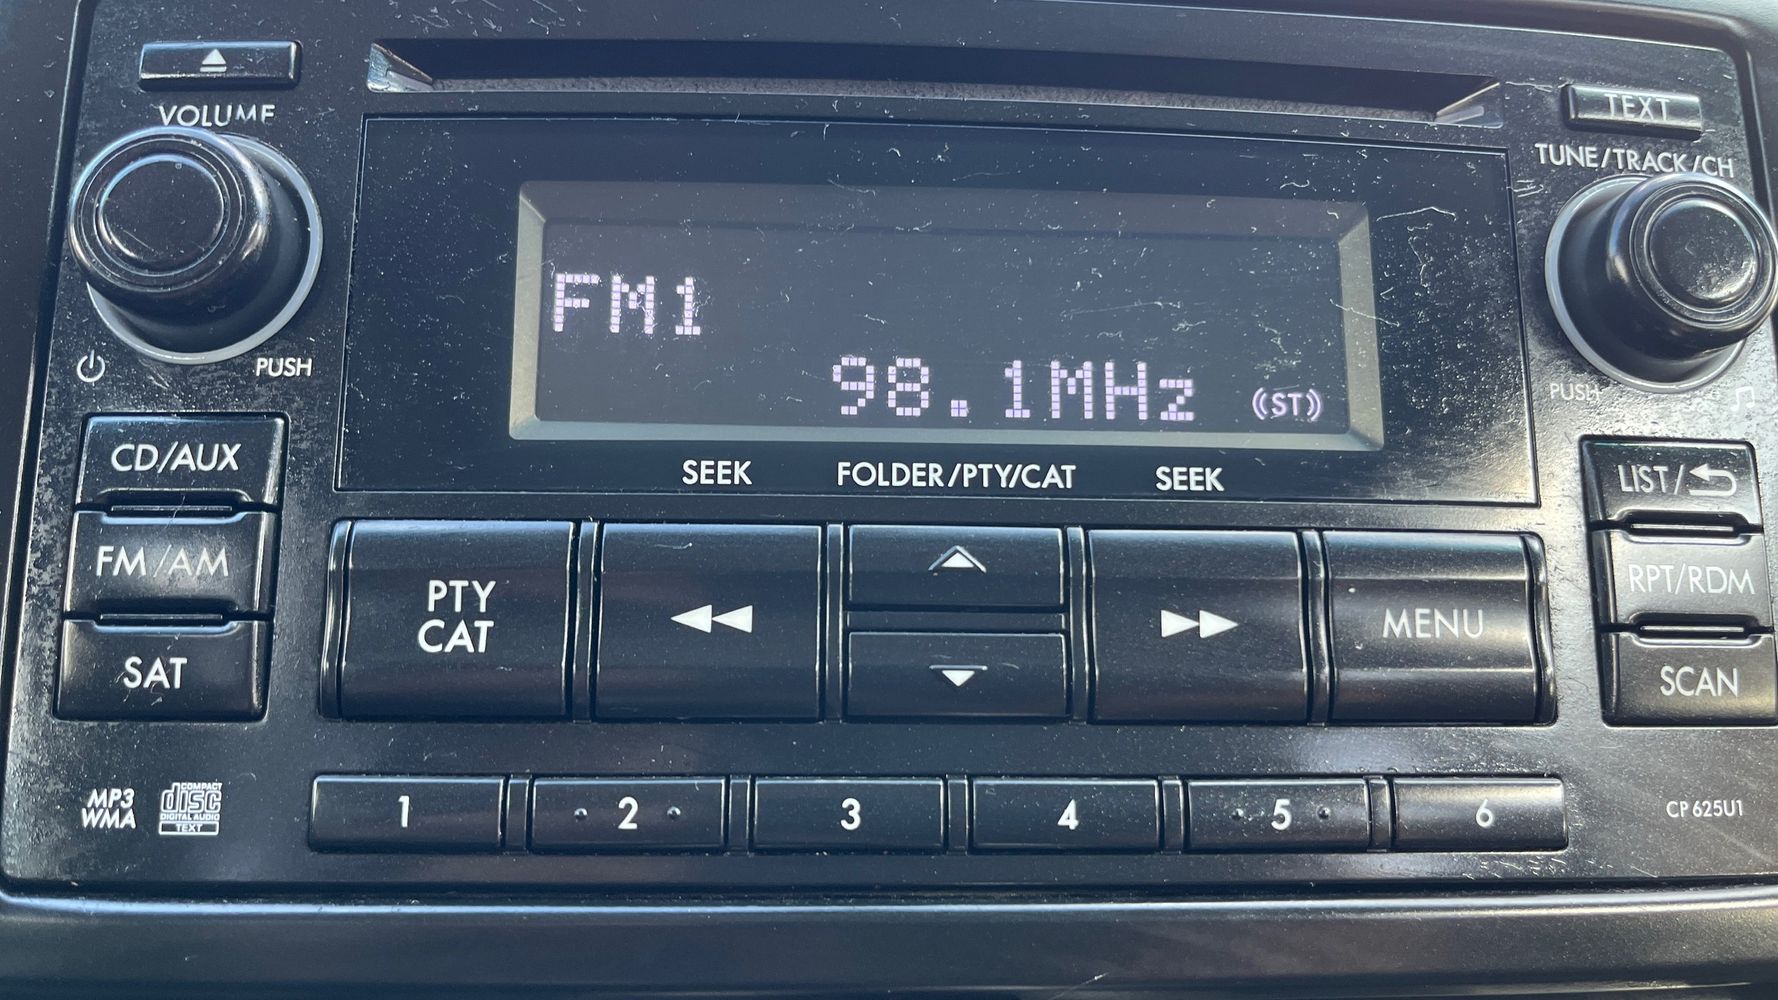 VOLUME
TEXT
TUNE/TRACK/CH
FM1
98.1MHz (ST)
PUSH
PUSH
CD/AUX
SEEK
FOLDER/PTY/CAT
SEEK
LIST/
FM/AM
PTY
CAT
MENU
RPT/RDM
SAT
SCAN
MP3
WMA
COMPACT
disc
DIGITAL AUDIO
TEXT
1
2
3
4
5
6
CP625U1